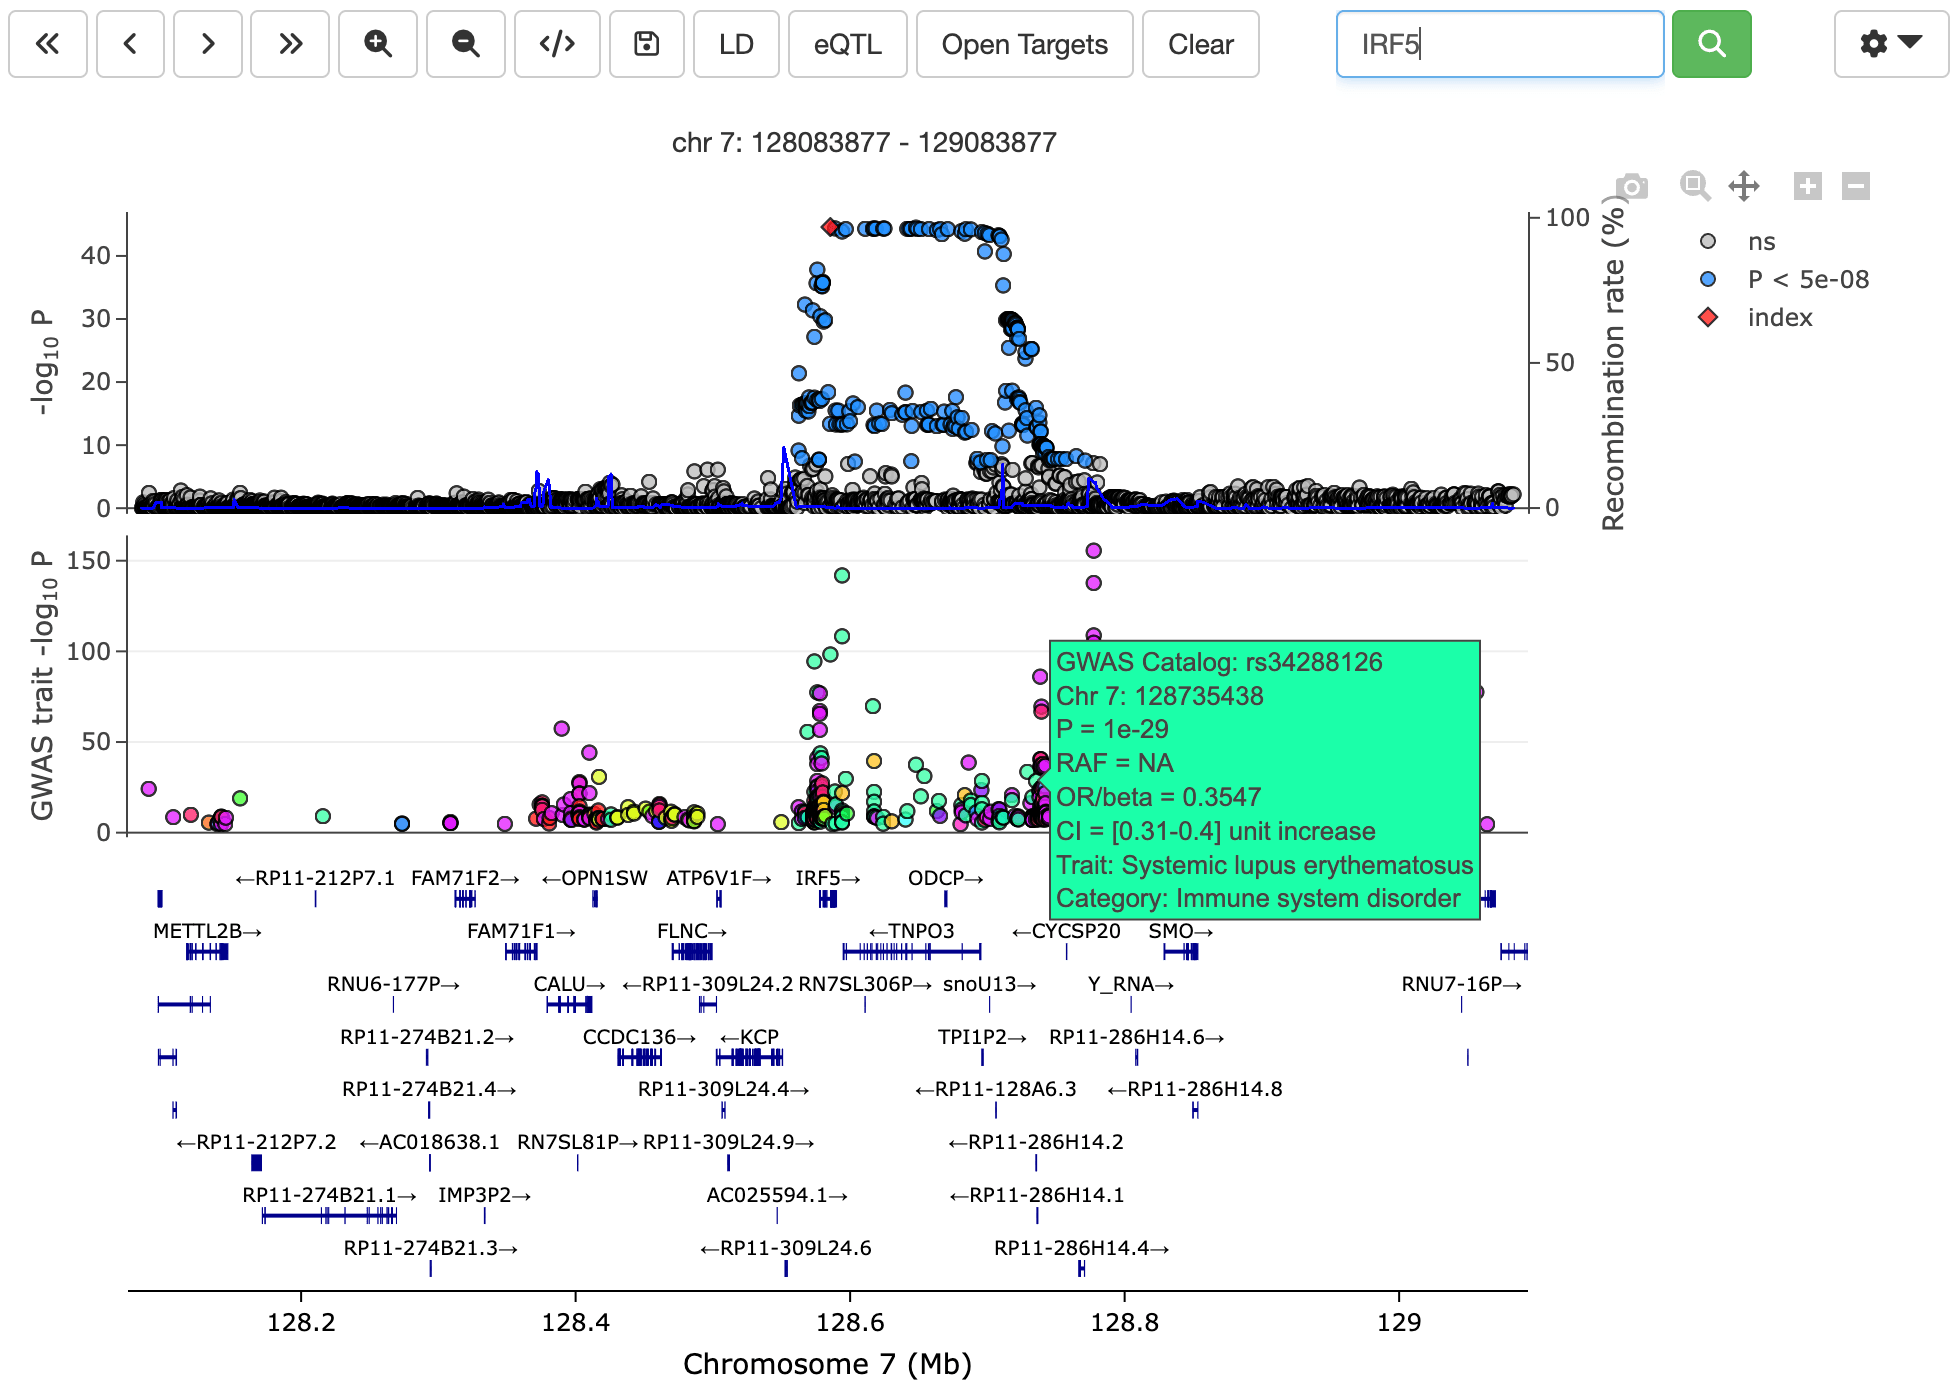 </> LD eQTL Open Targets Clear IRF5
chr 7: 128083877 - 129083877
-log10 P
40
30
20
10
0
100
50
0
Recombination rate (%)
ns
P < 5e-08
index
GWAS trait -log10 P
150
100
50
0
GWAS Catalog: rs34288126
Chr 7: 128735438
P = 1e-29
RAF = NA
OR/beta = 0.3547
CI = [0.31-0.4] unit increase
Trait: Systemic lupus erythematosus
Category: Immune system disorder
←RP11-212P7.1 FAM71F2→ ←OPN1SW ATP6V1F→ IRF5→ ODCP→
METTL2B→ FAM71F1→ FLNC→ ←TNPO3 ←CYCSP20 SMO→
RNU6-177P→ CALU→ ←RP11-309L24.2 RN7SL306P→ snoU13→ Y_RNA→ RNU7-16P→
RP11-274B21.2→ CCDC136→ ←KCP TPI1P2→ RP11-286H14.6→
RP11-274B21.4→ RP11-309L24.4→ ←RP11-128A6.3 ←RP11-286H14.8
←RP11-212P7.2 ←AC018638.1 RN7SL81P→ RP11-309L24.9→ ←RP11-286H14.2
RP11-274B21.1→ IMP3P2→ AC025594.1→ ←RP11-286H14.1
RP11-274B21.3→ ←RP11-309L24.6 RP11-286H14.4→
128.2 128.4 128.6 128.8 129
Chromosome 7 (Mb)